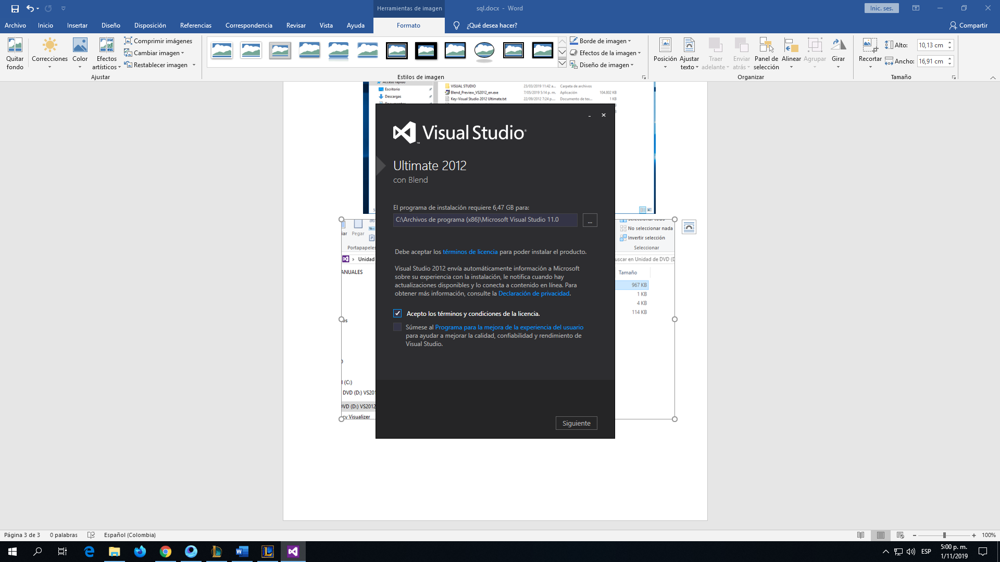 Herramientas de imagen
sql.docx - Word
Inic. ses.
Archivo
Inicio
Insertar
Diseño
Disposición
Referencias
Correspondencia
Revisar
Vista
Ayuda
Formato
¿Qué desea hacer?
Compartir
Quitar
fondo
Correcciones
Color
Efectos
artísticos
Comprimir imágenes
Cambiar imagen
Restablecer imagen
Ajustar
Estilos de imagen
Borde de imagen
Efectos de la imagen
Diseño de imagen
Posición
Ajustar
texto
Traer
adelante
Enviar
atrás
Panel de
selección
Alinear
Agrupar
Girar
Organizar
Recortar
Alto:
10,13 cm
Ancho:
16,91 cm
Tamaño
Acceso rápido
Escritorio
Descargas
VISUAL STUDIO 23/03/2019 11:42 a... Carpeta de archivos
Blend_Preview_VS2012_en.exe 7/05/2019 5:14 p. m. Aplicación 104.802 KB
Key-Visual Studio 2012 Ultimate.txt 22/09/2012 7:24 p.... Documento de tex... 1 KB
Visual Studio
Ultimate 2012
con Blend
El programa de instalación requiere 6,47 GB para:
C:\Archivos de programa (x86)\Microsoft Visual Studio 11.0
...
Debe aceptar los términos de licencia para poder instalar el producto.
Visual Studio 2012 envía automáticamente información a Microsoft
sobre su experiencia con la instalación, le notifica cuando hay
actualizaciones disponibles y lo conecta a contenido en línea. Para
obtener más información, consulte la Declaración de privacidad.
Acepto los términos y condiciones de la licencia.
Súmese al Programa para la mejora de la experiencia del usuario
para ayudar a mejorar la calidad, confiabilidad y rendimiento de
Visual Studio.
Siguiente
iar
Pegar
Portapapeles
Unidad
ANUALES
os
l (C:)
DVD (D:) VS201
DVD (D:) VS2012
cy Visualizer
No seleccionar nada
Invertir selección
Seleccionar
uscar en Unidad de DVD (D
Tamaño
967 KB
1 KB
4 KB
114 KB
Página 3 de 3
0 palabras
Español (Colombia)
100%
ESP
5:00 p. m.
1/11/2019